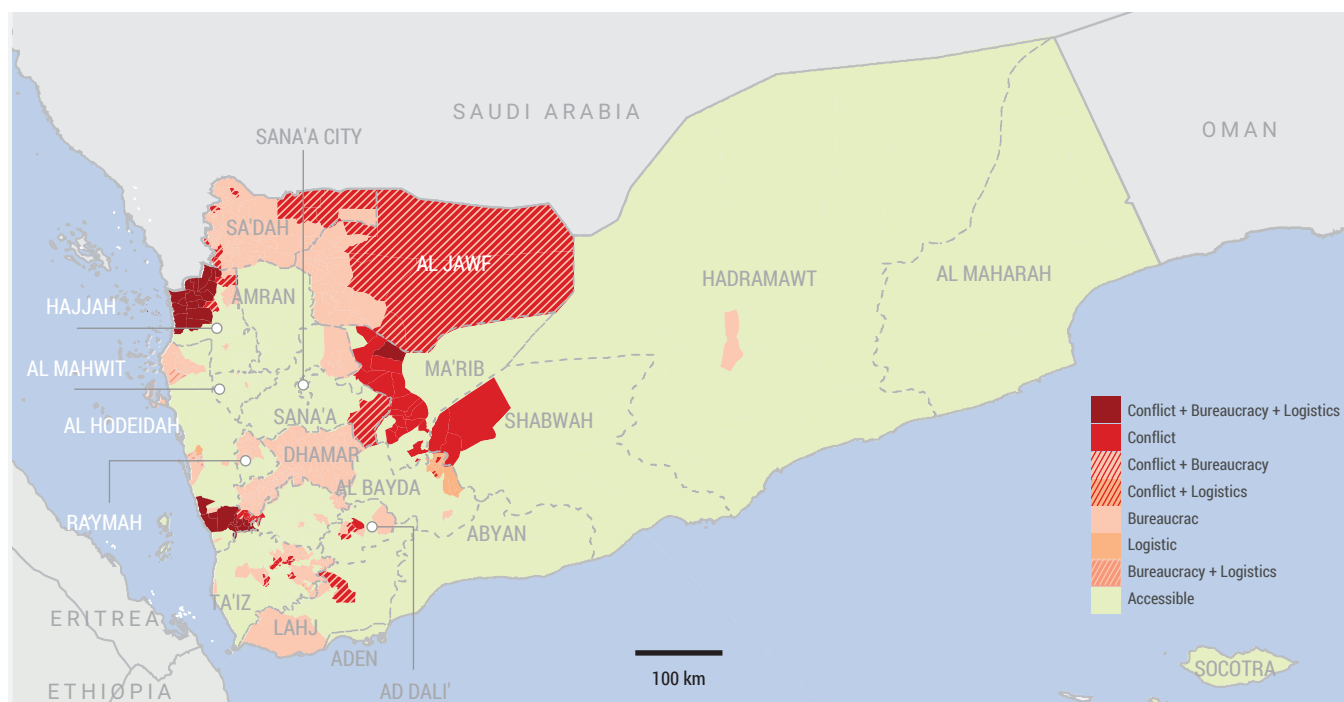 SAUDI ARABIA
OMAN
SANA'A CITY
SA'DAH
AL JAWF
HADRAMAWT
AL MAHARAH
HAJJAH
AMRAN
AL MAHWIT
MA'RIB
SANA'A
SHABWAH
AL HODEIDAH
DHAMAR
AL BAYDA
RAYMAH
ABYAN
TA'IZ
ERITREA
LAHJ
ADEN
ETHIOPIA
AD DALI'
100 km
SOCOTRA
Conflict + Bureaucracy + Logistics
Conflict
Conflict + Bureaucracy
Conflict + Logistics
Bureaucrac
Logistic
Bureaucracy + Logistics
Accessible